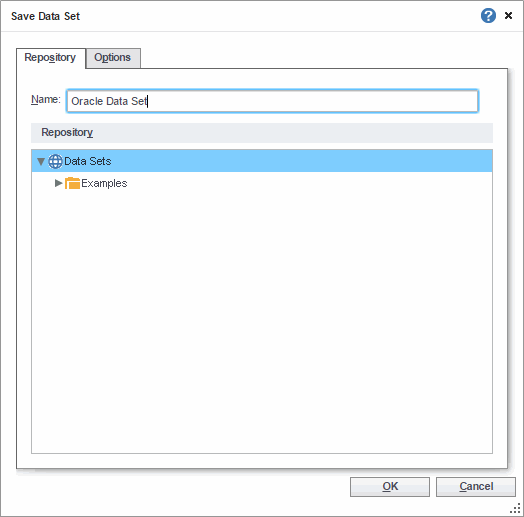 Save Data Set
?
Repository
Options
Name: Oracle Data Set
Repository
Data Sets
Examples
OK
Cancel